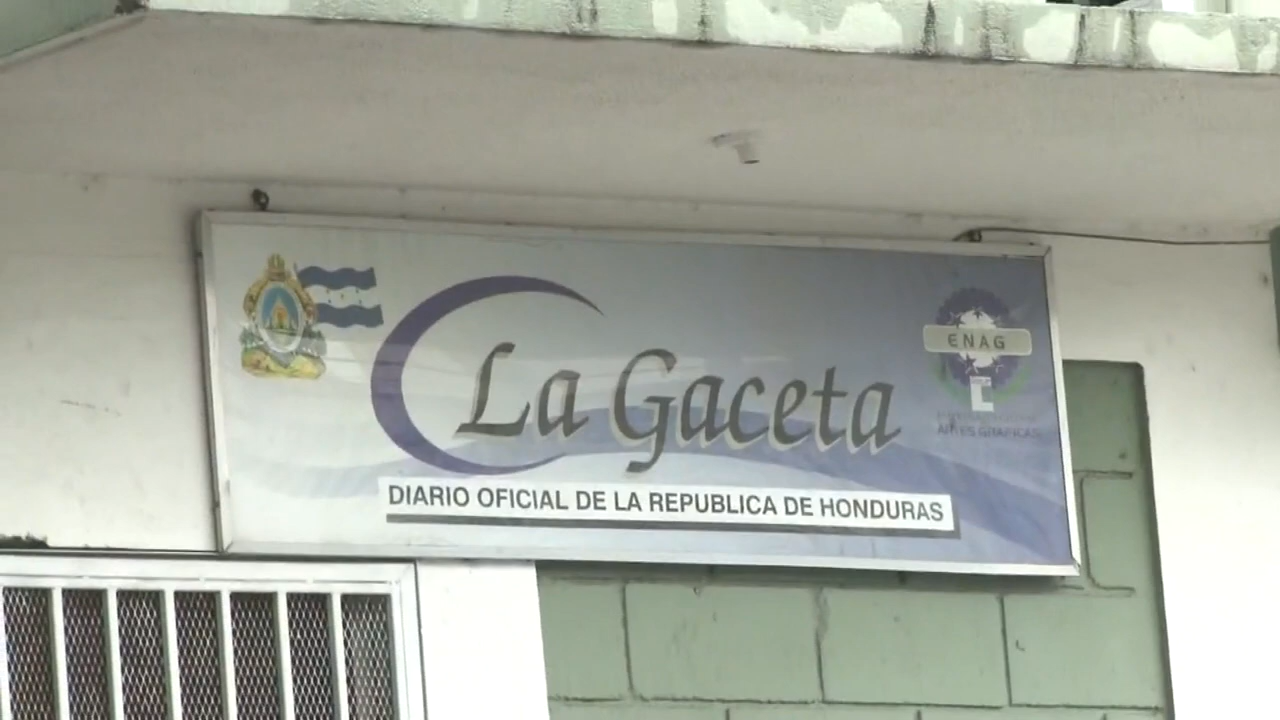 ENAG
La Gaceta
ARTES GRAFICAS
DIARIO OFICIAL DE LA REPUBLICA DE HONDURAS